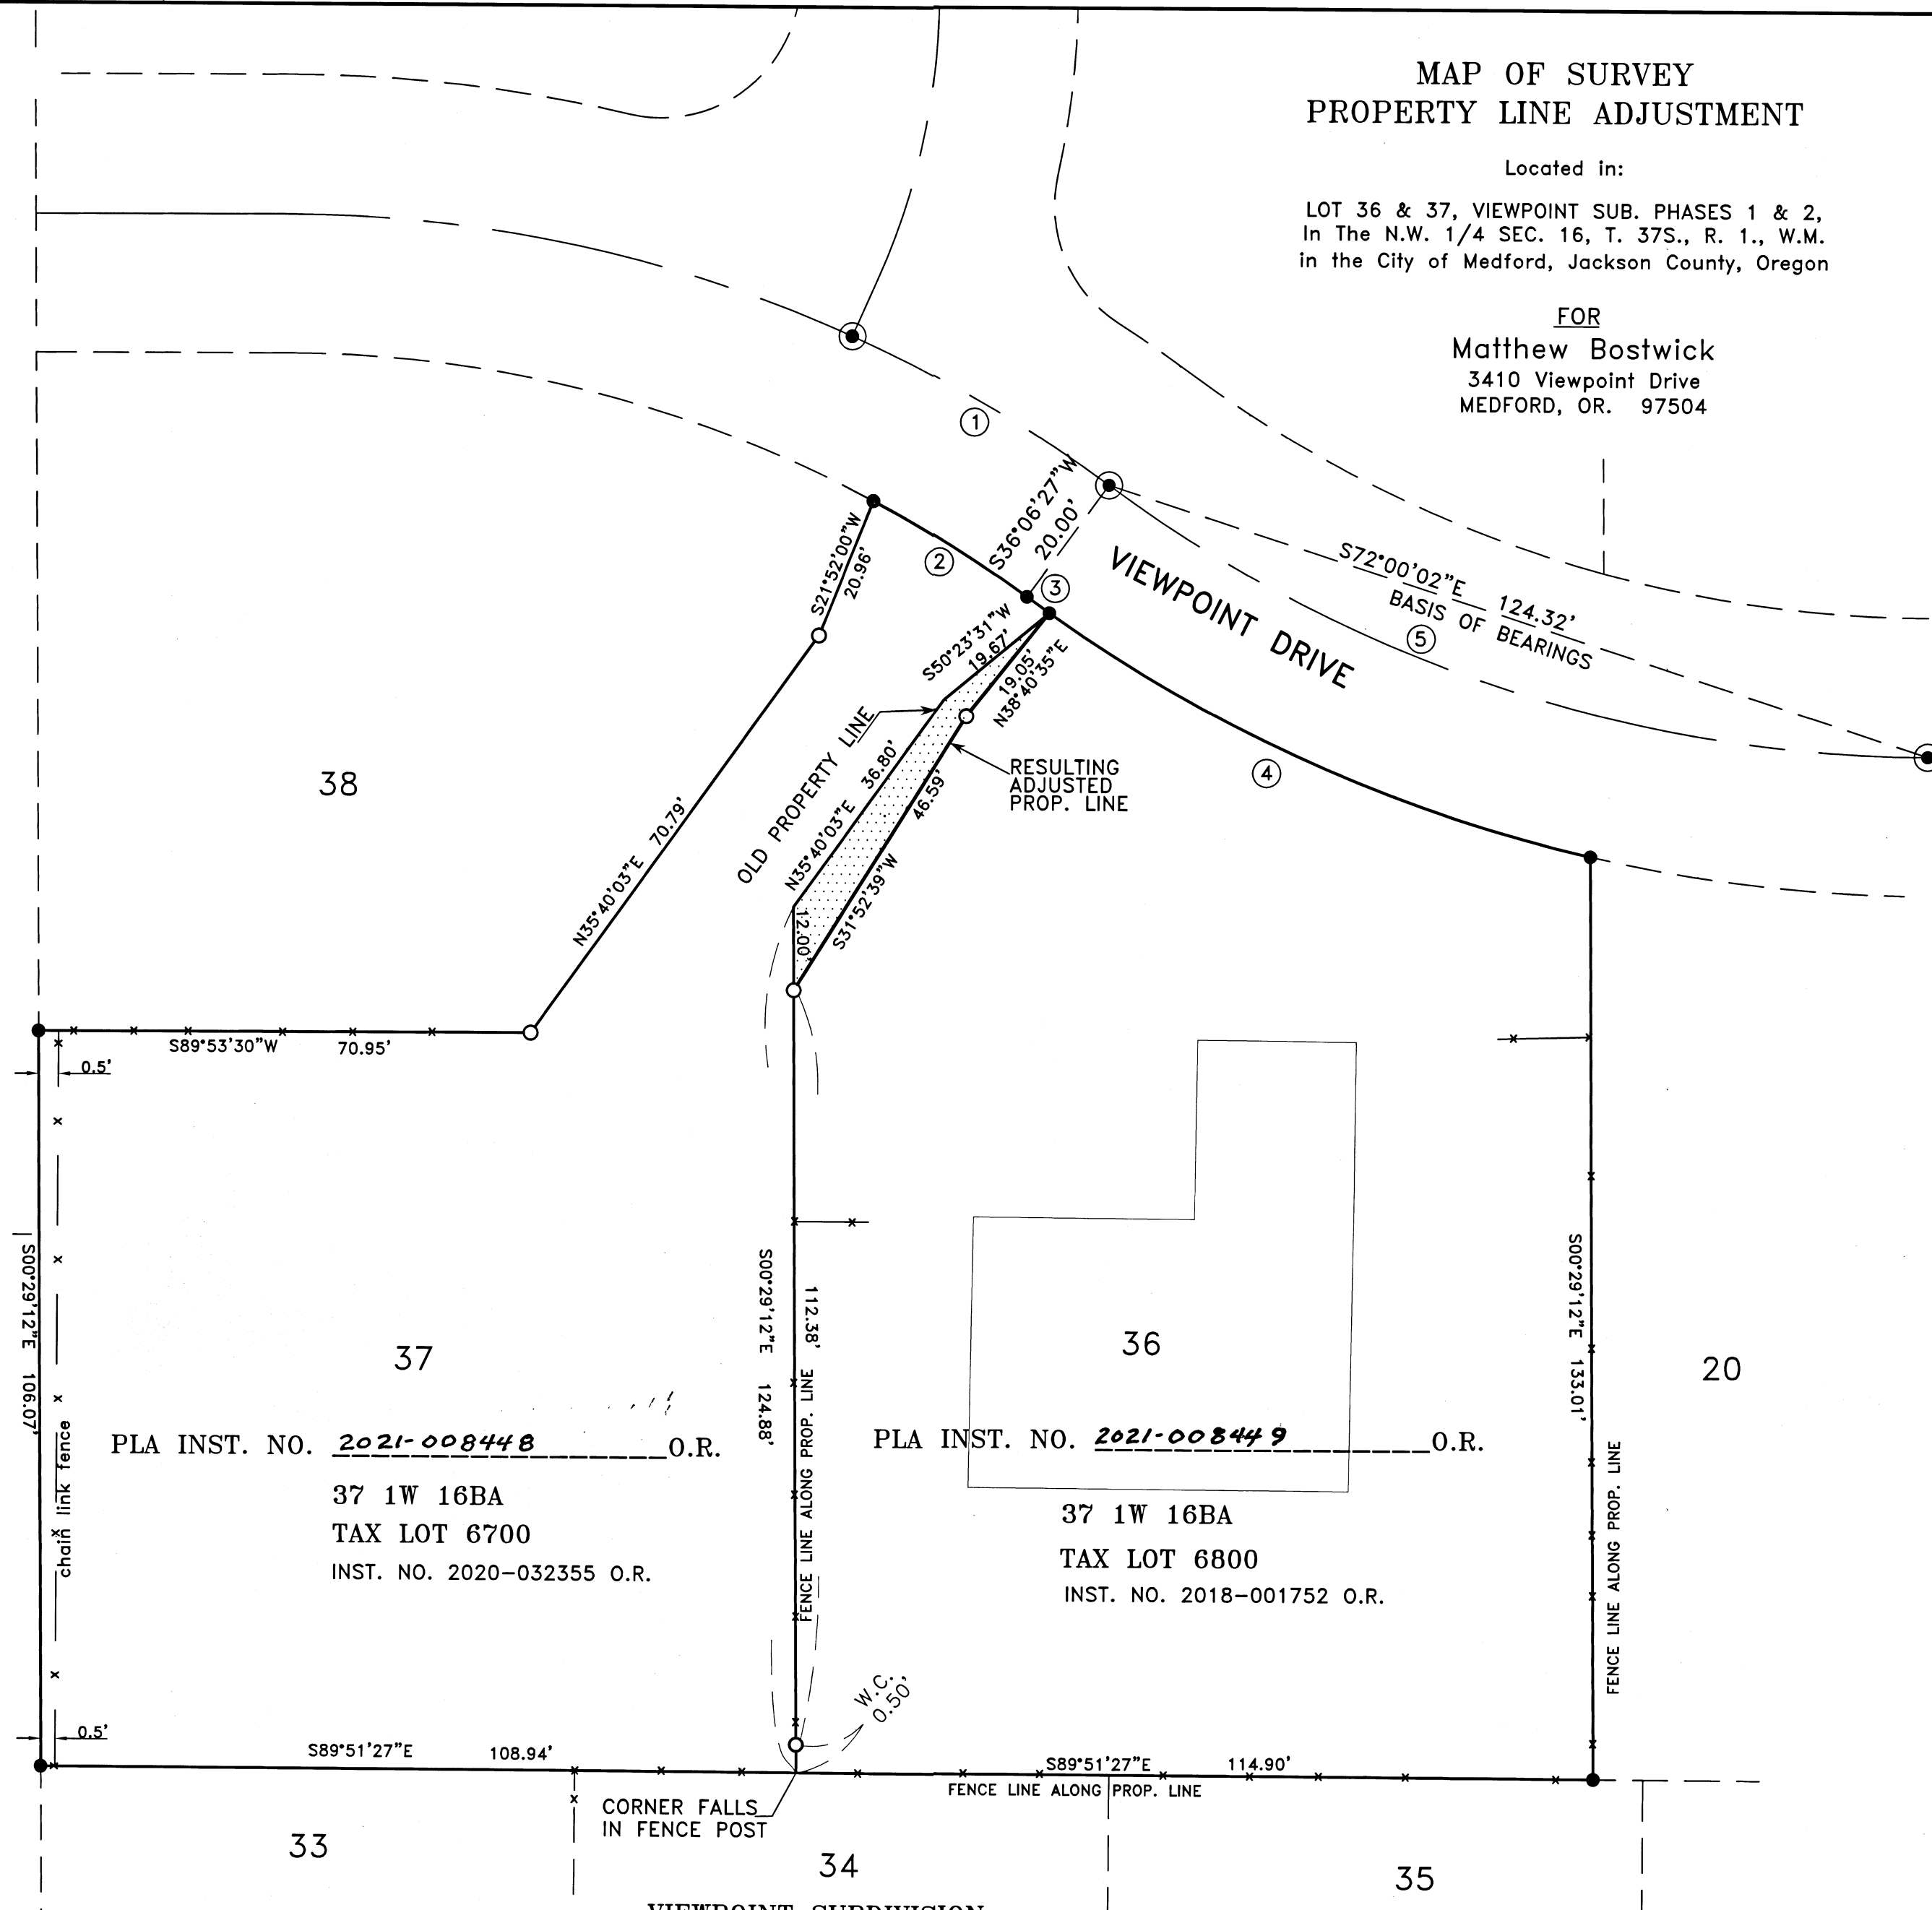 MAP OF SURVEY
PROPERTY LINE ADJUSTMENT
Located in:
LOT 36 & 37, VIEWPOINT SUB. PHASES 1 & 2,
In The N.W. 1/4 SEC. 16, T. 37S., R. 1., W.M.
in the City of Medford, Jackson County, Oregon
FOR
Matthew Bostwick
3410 Viewpoint Drive
MEDFORD, OR. 97504
1
S36°06'27"W
20.00'
S21°52'00"W
20.96'
2
3
VIEWPOINT DRIVE
S72°00'02"E 124.32'
BASIS OF BEARINGS
5
S50°23'31"W
19.67'
19.05'
N38°40'35"E
OLD PROPERTY LINE
N35°40'03"E 36.80'
46.59'
S31°52'39"W
RESULTING
ADJUSTED
PROP. LINE
4
38
N35°40'03"E 70.79'
12.00'
S89°53'30"W 70.95'
0.5'
S00°29'12"E 106.07'
chain link fence
37
PLA INST. NO. 2021-008448 O.R.
37 1W 16BA
TAX LOT 6700
INST. NO. 2020-032355 O.R.
S00°29'12"E 124.88'
112.38'
FENCE LINE ALONG PROP. LINE
36
PLA INST. NO. 2021-008449 O.R.
37 1W 16BA
TAX LOT 6800
INST. NO. 2018-001752 O.R.
S00°29'12"E 133.01'
FENCE LINE ALONG PROP. LINE
20
W.C.
0.50'
0.5'
S89°51'27"E 108.94'
S89°51'27"E 114.90'
FENCE LINE ALONG PROP. LINE
CORNER FALLS
IN FENCE POST
33
34
35
VIEWPOINT SUBDIVISION